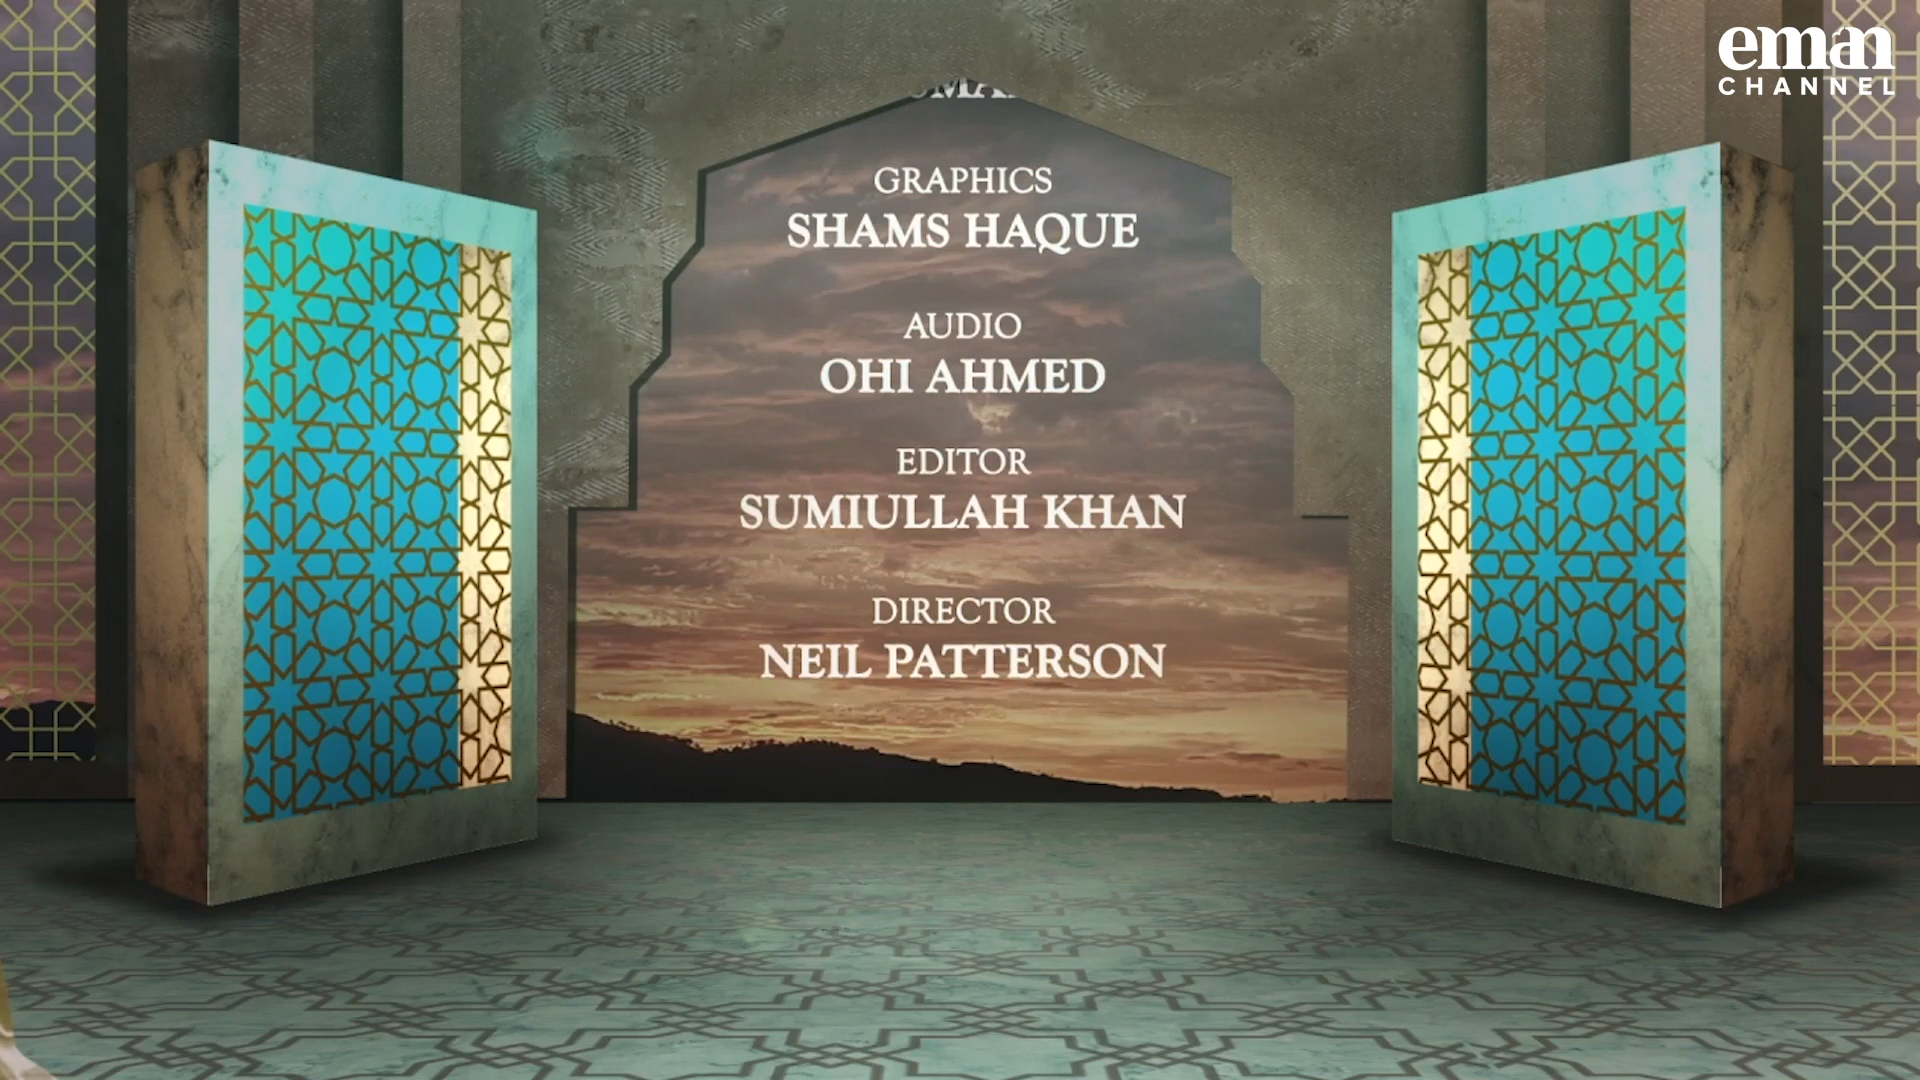 eman
CHANNEL
GRAPHICS
SHAMS HAQUE
AUDIO
OHI AHMED
EDITOR
SUMIULLAH KHAN
DIRECTOR
NEIL PATTERSON